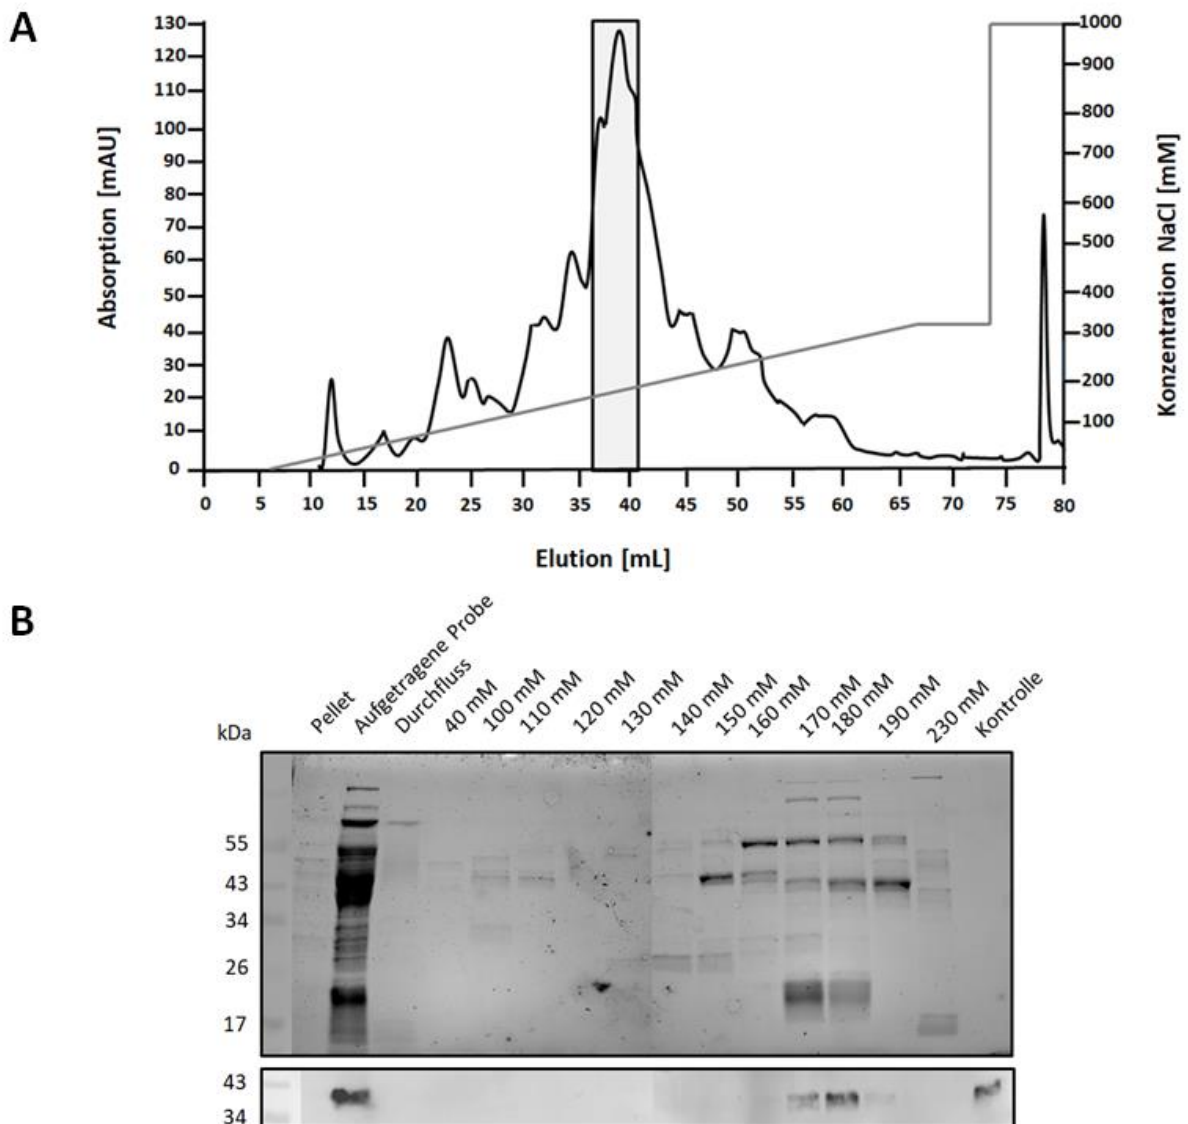 A
130
120
110
100
90
80
70
60
50
40
30
20
10
0
Absorption [mAU]
1000
900
800
700
600
500
400
300
200
100
Konzentration NaCl [mM]
0 5 10 15 20 25 30 35 40 45 50 55 60 65 70 75 80
Elution [mL]
B
kDa
Pellet
Aufgetragene Probe
Durchfluss
40 mM
100 mM
110 mM
120 mM
130 mM
140 mM
150 mM
160 mM
170 mM
180 mM
190 mM
230 mM
Kontrolle
55
43
34
26
17
43
34